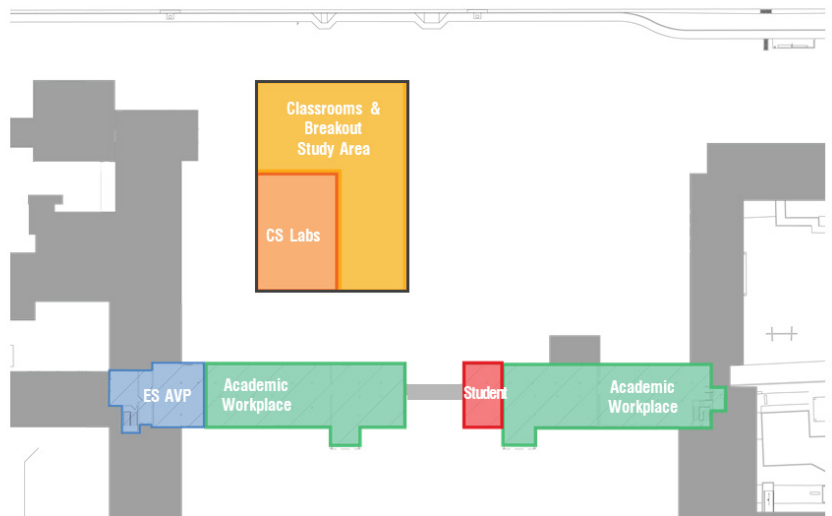 Classrooms &
Breakout
Study Area
CS Labs
ES AVP
Academic
Workplace
Student
Academic
Workplace